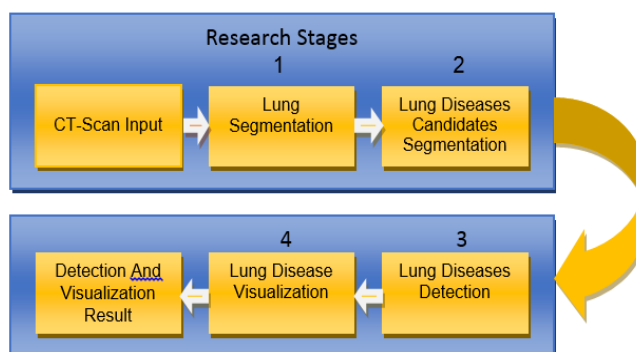 Research Stages
1
2
CT-Scan Input
Lung
Segmentation
Lung Diseases
Candidates
Segmentation
4
3
Detection And
Visualization
Result
Lung Disease
Visualization
Lung Diseases
Detection